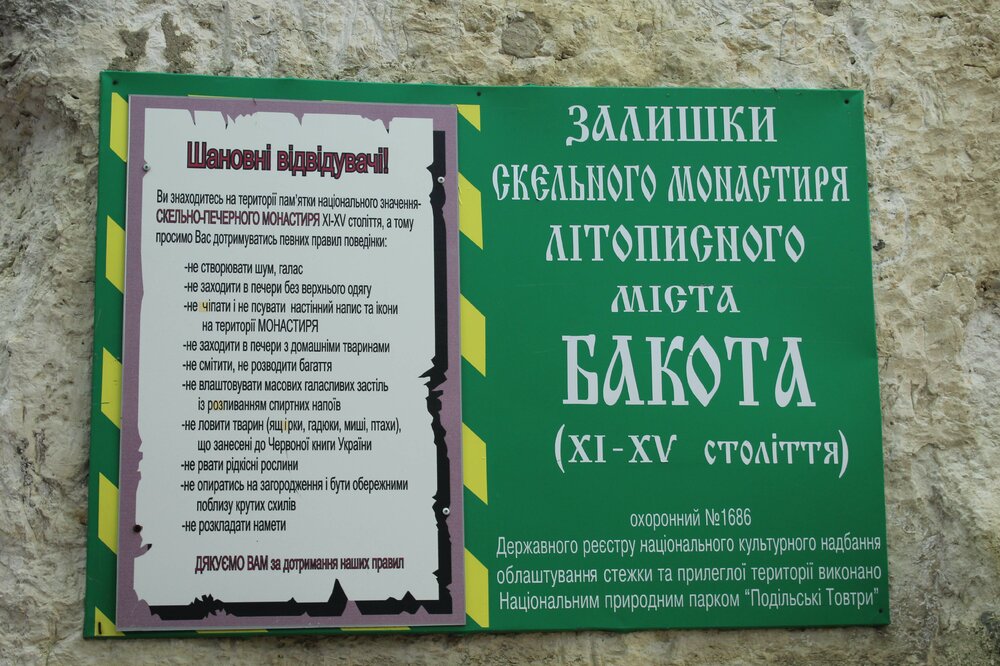 Шановні відвідувачі!
Ви знаходитесь на території пам'ятки національного значення-
СКЕЛЬНО-ПЕЧЕРНОГО МОНАСТИРЯ XI-XV століття, а тому
просимо Вас дотримуватись певних правил поведінки:
-не створювати шум, галас
-не заходити в печери без верхнього одягу
-не чіпати і не псувати настінний напис та ікони
на території МОНАСТИРЯ
-не заходити в печери з домашніми тваринами
-не смітити, не розводити багаття
-не влаштовувати масових галасливих застіль
із розпиванням спиртних напоїв
-не ловити тварин (ящірки, гадюки, миші, птахи),
що занесені до Червоної книги України
-не рвати рідкісні рослини
-не опиратись на загородження і бути обережними
поблизу крутих схилів
-не розкладати намети
ДЯКУЄМО ВАМ за дотримання наших правил
ЗАЛИШКИ
СКЕЛЬНОГО МОНАСТИРЯ
ЛІТОПИСНОГО
МІСТА
БАКОТА
(XI-XV століття)
охоронний №1686
Державного реєстру національного культурного надбання
облаштування стежки та прилеглої території виконано
Національним природним парком “Подільські Товтри”